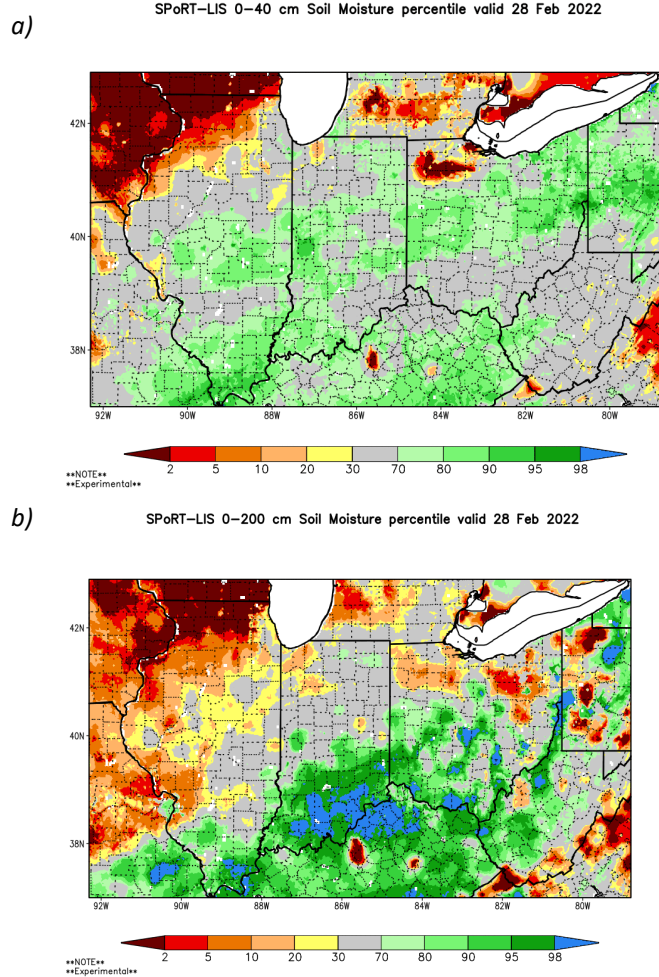 SPoRT-LIS 0-40 cm Soil Moisture percentile valid 28 Feb 2022
a)
42N
40N
38N
92W 90W 88W 86W 84W 82W 80W
2 5 10 20 30 70 80 90 95 98
**NOTE**
**Experimental**
b)
SPoRT-LIS 0-200 cm Soil Moisture percentile valid 28 Feb 2022
42N
40N
38N
92W 90W 88W 86W 84W 82W 80W
2 5 10 20 30 70 80 90 95 98
**NOTE**
**Experimental**